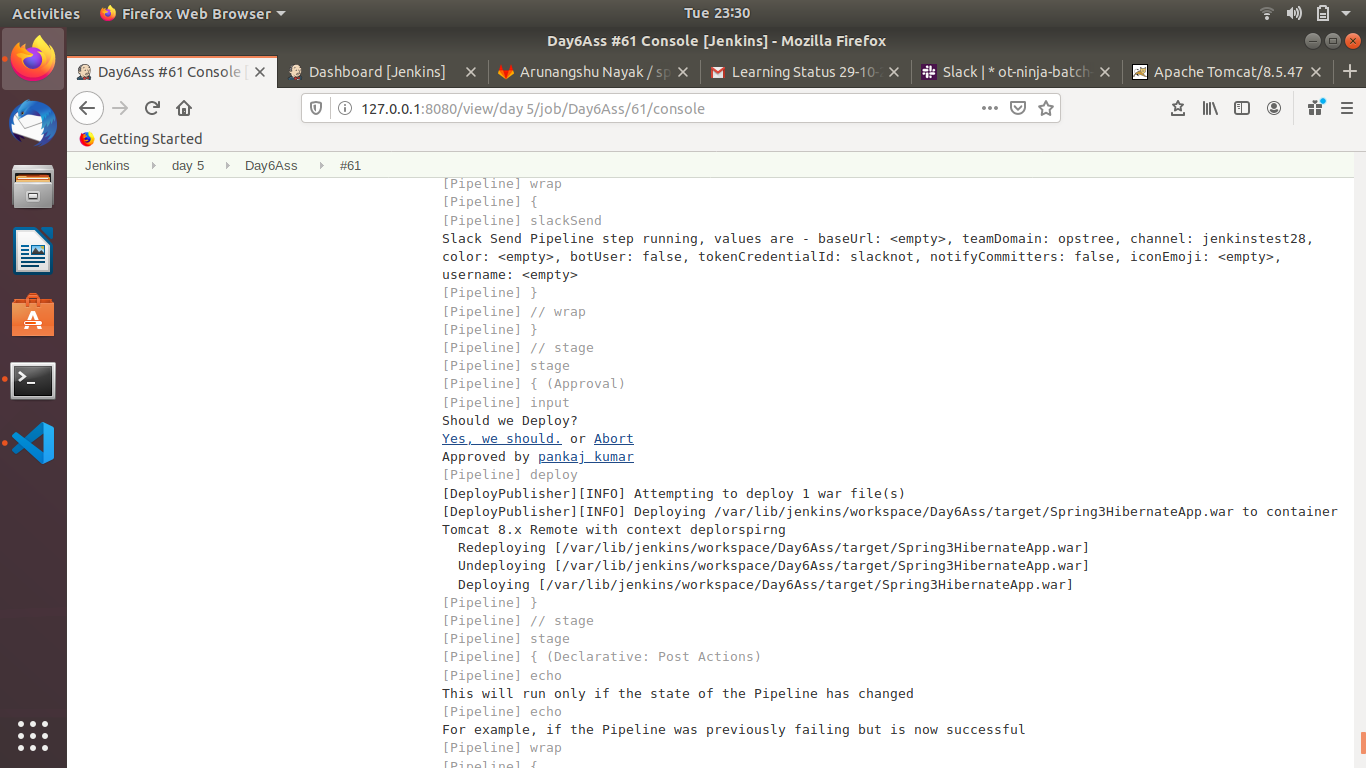 Activities Firefox Web Browser Tue 23:30
Day6Ass #61 Console [Jenkins] - Mozilla Firefox
Day6Ass #61 Console [ Dashboard [Jenkins] Arunangshu Nayak / sp Learning Status 29-10- Slack | * ot-ninja-batch- Apache Tomcat/8.5.47
127.0.0.1:8080/view/day 5/job/Day6Ass/61/console
Getting Started
Jenkins day 5 Day6Ass #61
[Pipeline] wrap
[Pipeline] {
[Pipeline] slackSend
Slack Send Pipeline step running, values are - baseUrl: <empty>, teamDomain: opstree, channel: jenkinstest28,
color: <empty>, botUser: false, tokenCredentialId: slacknot, notifyCommitters: false, iconEmoji: <empty>,
username: <empty>
[Pipeline] }
[Pipeline] // wrap
[Pipeline] }
[Pipeline] // stage
[Pipeline] stage
[Pipeline] { (Approval)
[Pipeline] input
Should we Deploy?
Yes, we should. or Abort
Approved by pankaj kumar
[Pipeline] deploy
[DeployPublisher][INFO] Attempting to deploy 1 war file(s)
[DeployPublisher][INFO] Deploying /var/lib/jenkins/workspace/Day6Ass/target/Spring3HibernateApp.war to container
Tomcat 8.x Remote with context deplorspirng
Redeploying [/var/lib/jenkins/workspace/Day6Ass/target/Spring3HibernateApp.war]
Undeploying [/var/lib/jenkins/workspace/Day6Ass/target/Spring3HibernateApp.war]
Deploying [/var/lib/jenkins/workspace/Day6Ass/target/Spring3HibernateApp.war]
[Pipeline] }
[Pipeline] // stage
[Pipeline] stage
[Pipeline] { (Declarative: Post Actions)
[Pipeline] echo
This will run only if the state of the Pipeline has changed
[Pipeline] echo
For example, if the Pipeline was previously failing but is now successful
[Pipeline] wrap
[Pipeline] {